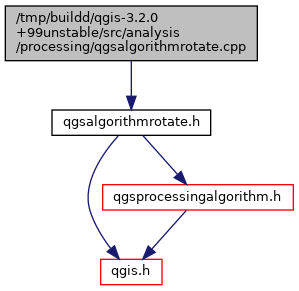 /tmp/buildd/qgis-3.2.0
+99unstable/src/analysis
/processing/qgsalgorithmrotate.cpp
qgsalgorithmrotate.h
qgsprocessingalgorithm.h
qgis.h